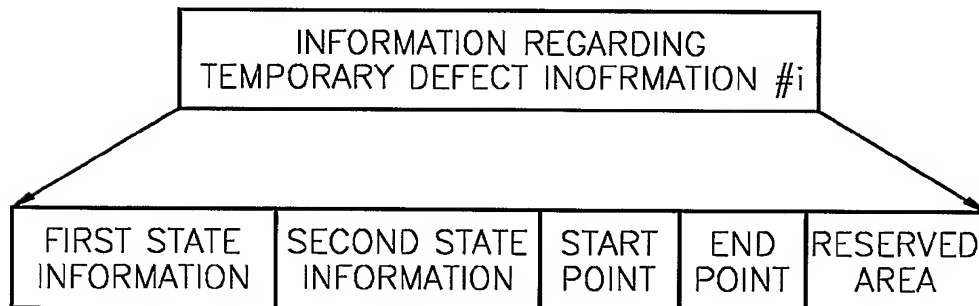 INFORMATION REGARDING
TEMPORARY DEFECT INOFRMATION #i
FIRST STATE
INFORMATION
SECOND STATE
INFORMATION
START
POINT
END
POINT
RESERVED
AREA